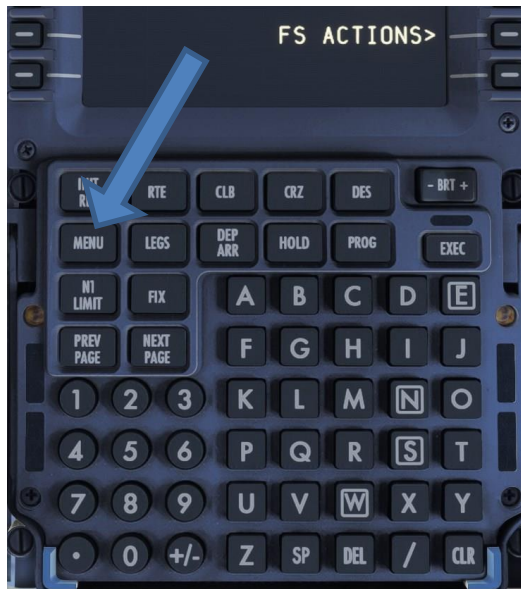 FS ACTIONS>
RTE CLB CRZ DES - BRT +
MENU LEGS DEP ARR HOLD PROG EXEC
N1 LIMIT FIX A B C D E
PREV PAGE NEXT PAGE F G H I J
1 2 3 K L M N O
4 5 6 P Q R S T
7 8 9 U V W X Y
. 0 +/- Z SP DEL / CLR